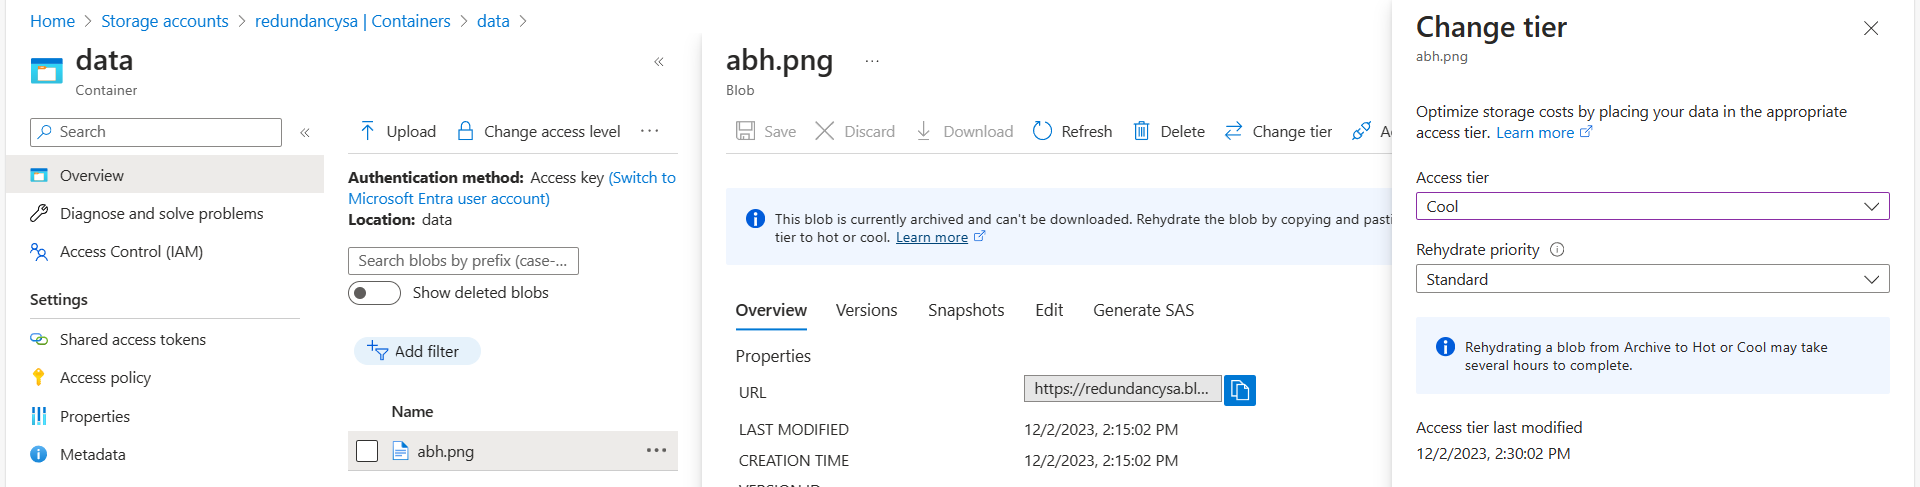 Home > Storage accounts > redundancysa | Containers > data >
data
Container
Search
Overview
Diagnose and solve problems
Access Control (IAM)
Settings
Shared access tokens
Access policy
Properties
Metadata
Upload
Change access level
Authentication method: Access key (Switch to
Microsoft Entra user account)
Location: data
Search blobs by prefix (case-...
Show deleted blobs
Add filter
Name
abh.png
abh.png
Blob
Save
Discard
Download
Refresh
Delete
Change tier
This blob is currently archived and can't be downloaded. Rehydrate the blob by copying and
tier to hot or cool. Learn more
Overview
Versions
Snapshots
Edit
Generate SAS
Properties
URL
https://redundancysa.bl...
LAST MODIFIED
12/2/2023, 2:15:02 PM
CREATION TIME
12/2/2023, 2:15:02 PM
Change tier
abh.png
Optimize storage costs by placing your data in the appropriate
access tier. Learn more
Access tier
Cool
Rehydrate priority
Standard
Rehydrating a blob from Archive to Hot or Cool may take
several hours to complete.
Access tier last modified
12/2/2023, 2:30:02 PM